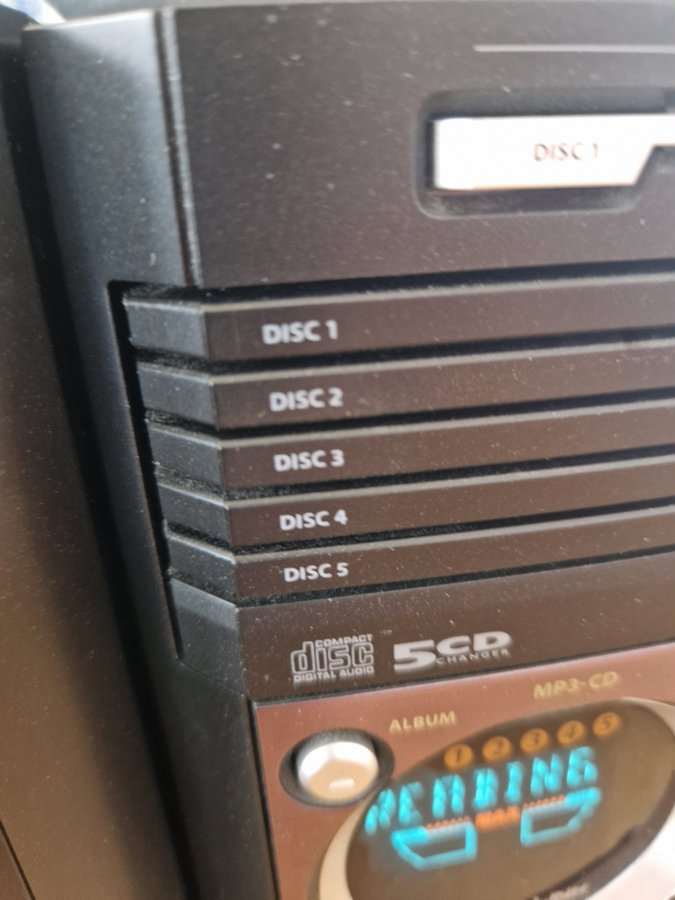 DISC 1
DISC 1
DISC 2
DISC 3
DISC 4
DISC 5
COMPACT
disc
DIGITAL AUDIO
5CD
CHANGER
MP3-CD
ALBUM
1 2 3 4 5
READING
MAX